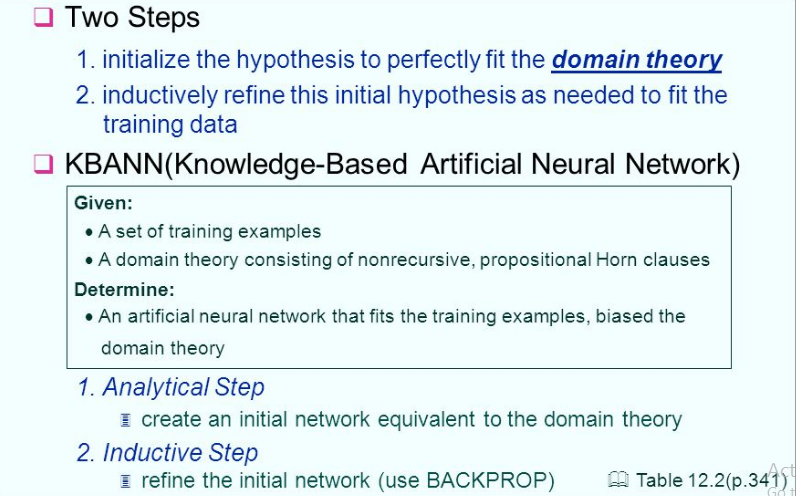 Two Steps
1. initialize the hypothesis to perfectly fit the domain theory
2. inductively refine this initial hypothesis as needed to fit the
training data
KBANN(Knowledge-Based Artificial Neural Network)
Given:
• A set of training examples
• A domain theory consisting of nonrecursive, propositional Horn clauses
Determine:
• An artificial neural network that fits the training examples, biased the
domain theory
1. Analytical Step
create an initial network equivalent to the domain theory
2. Inductive Step
refine the initial network (use BACKPROP)
Table 12.2(p.341)
Act